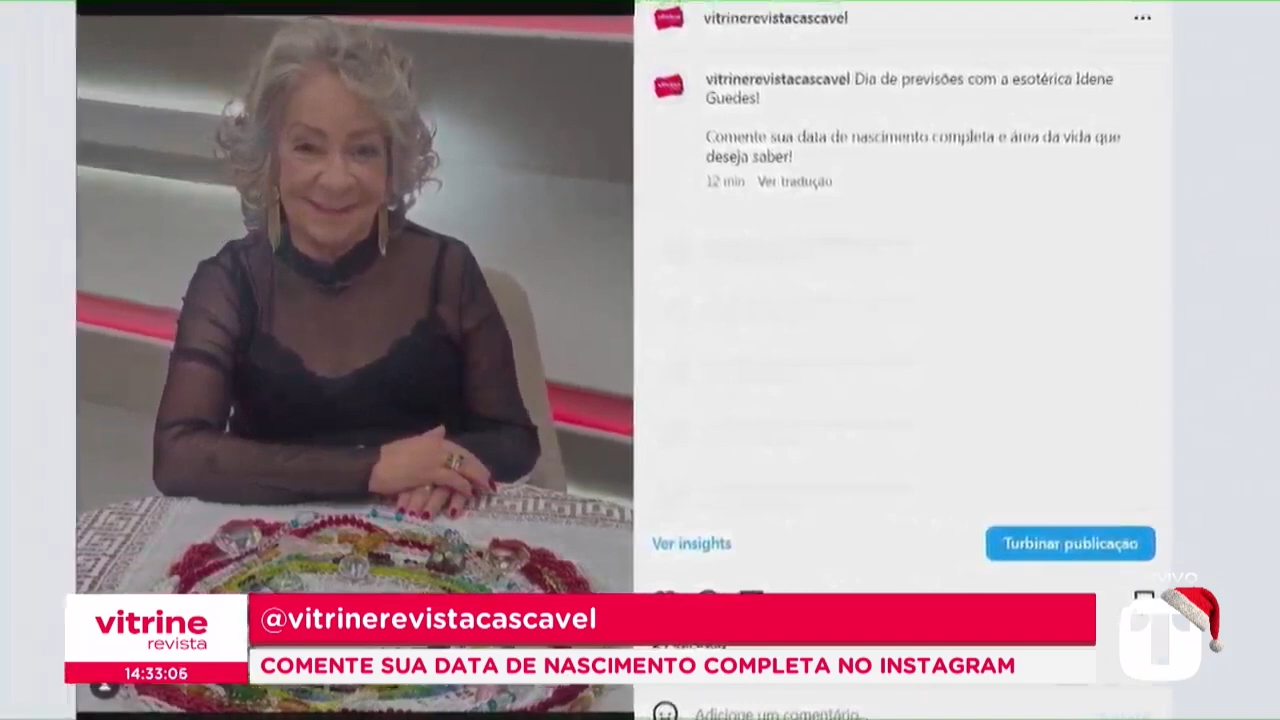 vitrinerevistacascavel
...
vitrinerevistacascavel Dia de previsões com a esotérica Idene
Guedes!
Comente sua data de nascimento completa e área da vida que
deseja saber!
12 min Ver tradução
Ver insights
Turbinar publicação
VIVO
vitrine
revista
@vitrinerevistacascavel
14:33:06
COMENTE SUA DATA DE NASCIMENTO COMPLETA NO INSTAGRAM
T
Adicione um comentário...